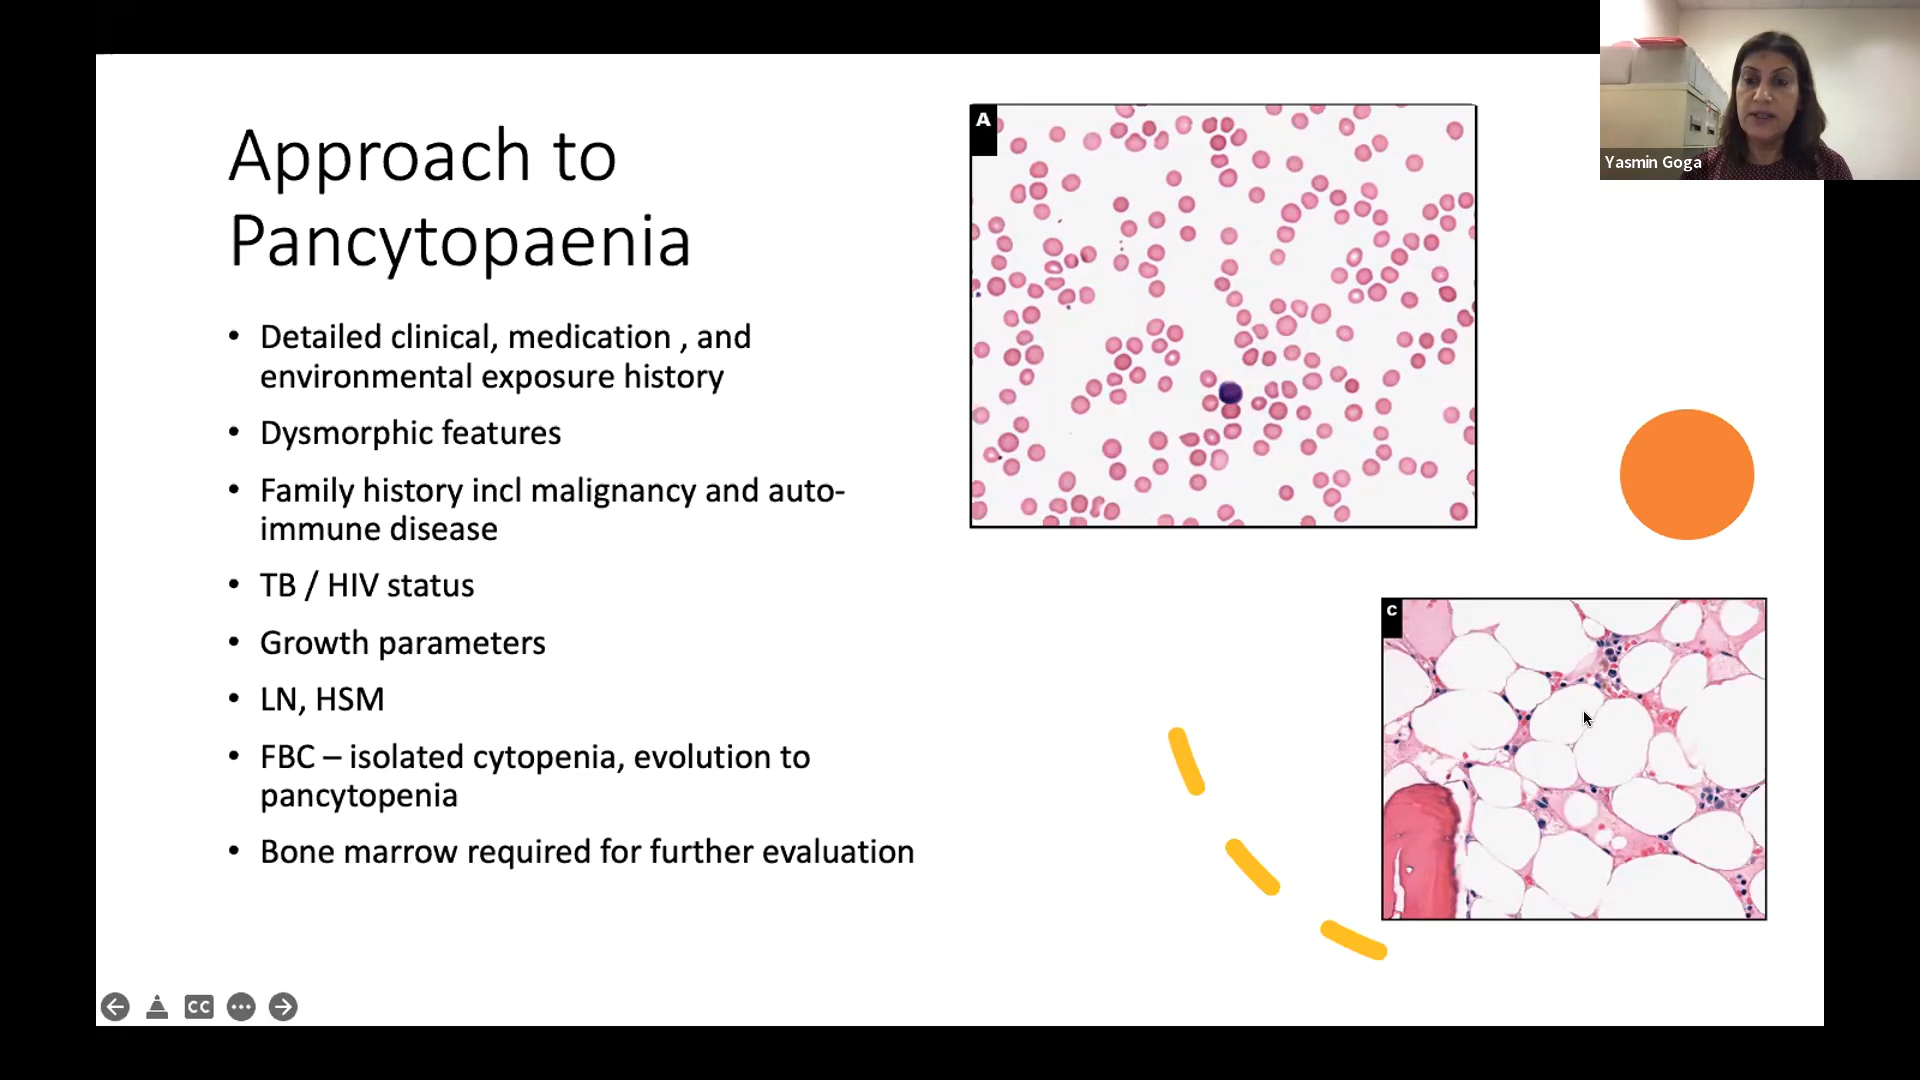 Approach to
Pancytopaenia
• Detailed clinical, medication , and
environmental exposure history
• Dysmorphic features
• Family history incl malignancy and auto-
immune disease
• TB / HIV status
• Growth parameters
• LN, HSM
• FBC – isolated cytopenia, evolution to
pancytopenia
• Bone marrow required for further evaluation
A
C
Yasmin Goga
CC